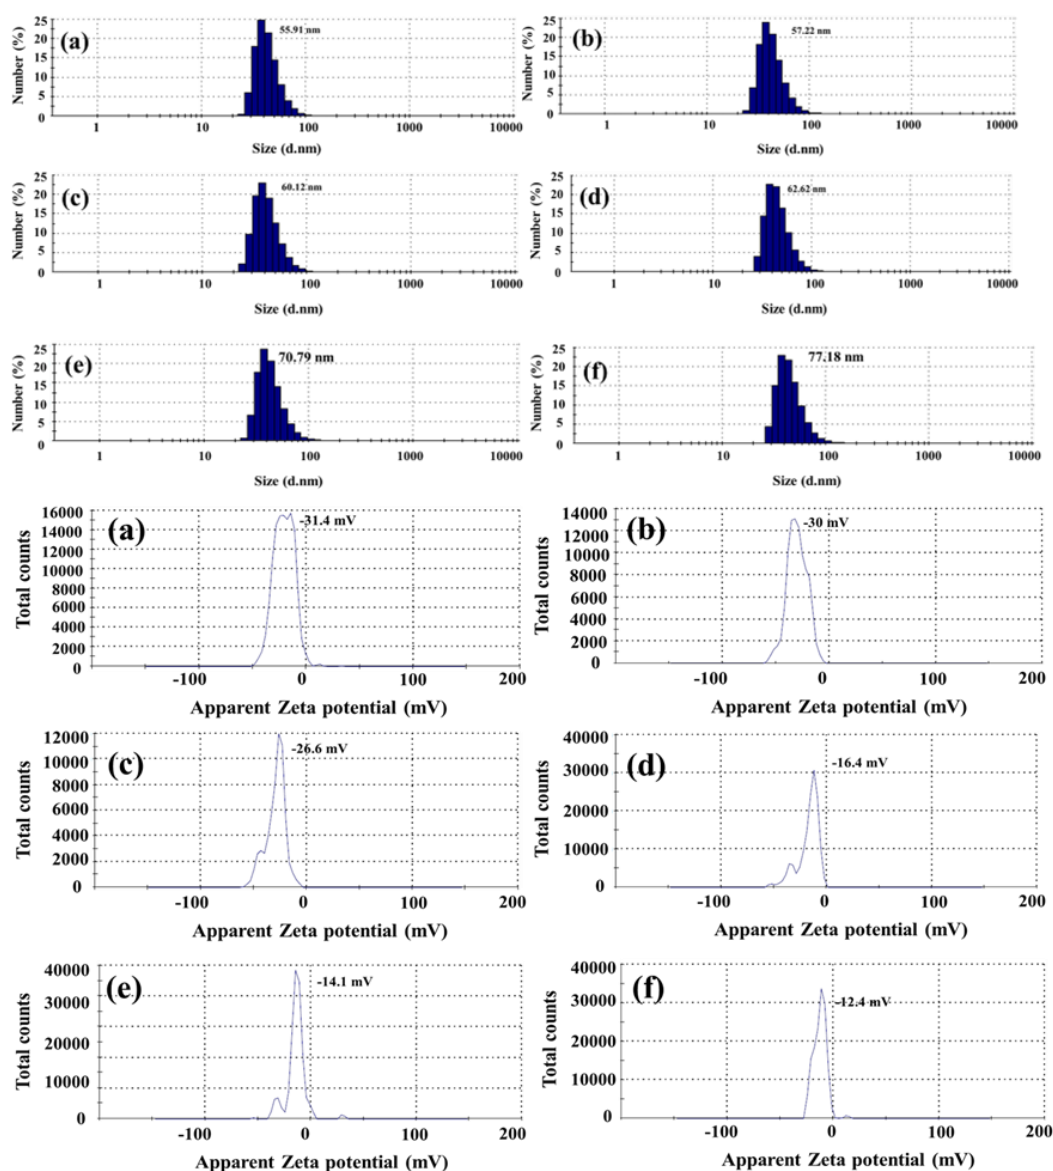 (a)
55.91 nm
Number (%)
25
20
15
10
5
0
1 10 100 1000 10000
Size (d.nm)
(b)
57.22 nm
Number (%)
25
20
15
10
5
0
1 10 100 1000 10000
Size (d.nm)
(c)
60.12 nm
Number (%)
25
20
15
10
5
0
1 10 100 1000 10000
Size (d.nm)
(d)
62.62 nm
Number (%)
25
20
15
10
5
0
1 10 100 1000 10000
Size (d.nm)
(e)
70.79 nm
Number (%)
25
20
15
10
5
0
1 10 100 1000 10000
Size (d.nm)
(f)
77.18 nm
Number (%)
25
20
15
10
5
0
1 10 100 1000 10000
Size (d.nm)
(a)
-31.4 mV
Total counts
16000
14000
12000
10000
8000
6000
4000
2000
0
-100 0 100 200
Apparent Zeta potential (mV)
(b)
-30 mV
Total counts
14000
12000
10000
8000
6000
4000
2000
0
-100 0 100 200
Apparent Zeta potential (mV)
(c)
-26.6 mV
Total counts
12000
10000
8000
6000
4000
2000
0
-100 0 100 200
Apparent Zeta potential (mV)
(d)
-16.4 mV
Total counts
40000
30000
20000
10000
0
-100 0 100 200
Apparent Zeta potential (mV)
(e)
-14.1 mV
Total counts
40000
30000
20000
10000
0
-100 0 100 200
Apparent Zeta potential (mV)
(f)
-12.4 mV
Total counts
40000
30000
20000
10000
0
-100 0 100 200
Apparent Zeta potential (mV)